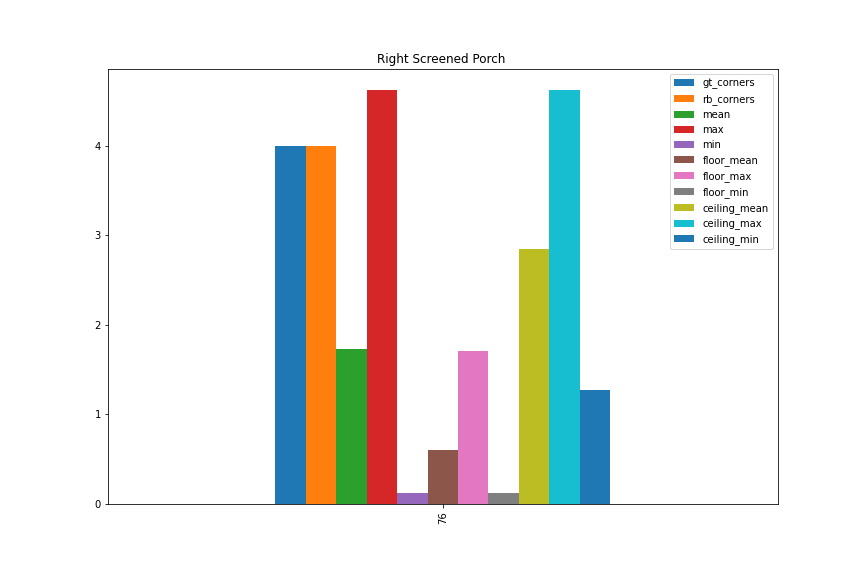 Right Screened Porch
gt_corners
rb_corners
mean
max
min
floor_mean
floor_max
floor_min
ceiling_mean
ceiling_max
ceiling_min
4
3
2
1
0
76